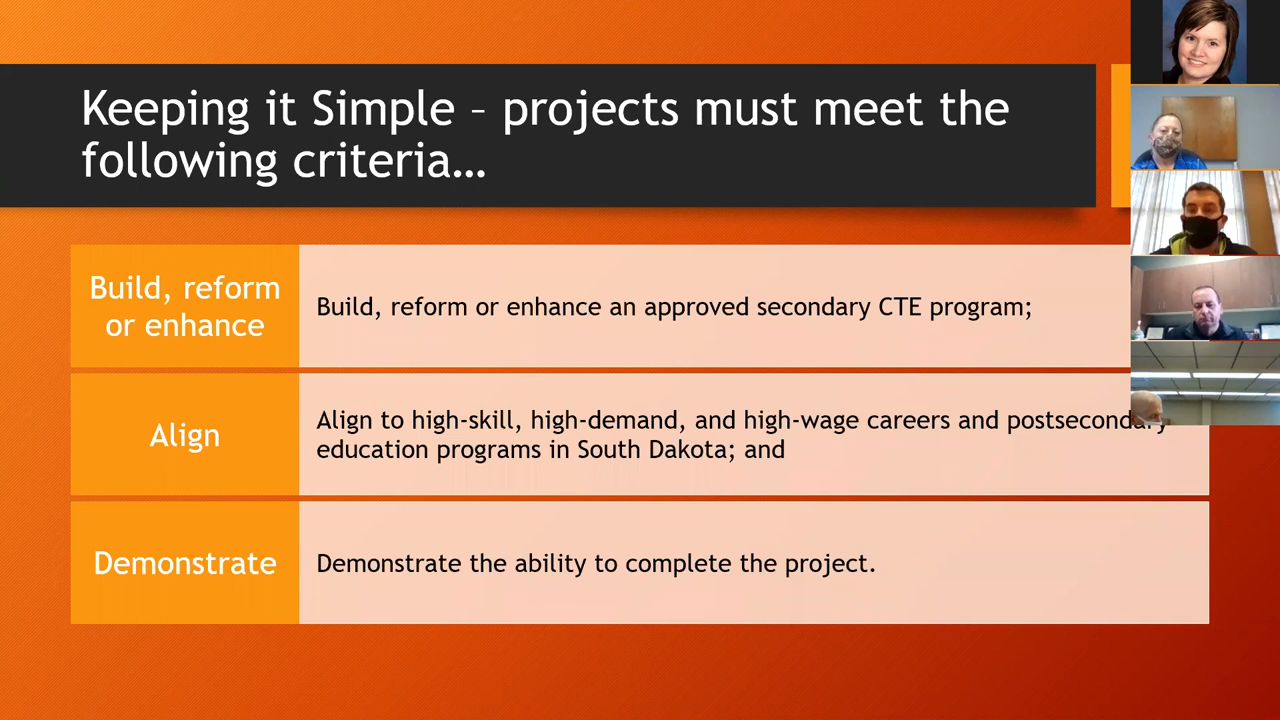 Keeping it Simple – projects must meet the
following criteria…
Build, reform
or enhance
Build, reform or enhance an approved secondary CTE program;
Align
Align to high-skill, high-demand, and high-wage careers and postsecondary
education programs in South Dakota; and
Demonstrate
Demonstrate the ability to complete the project.